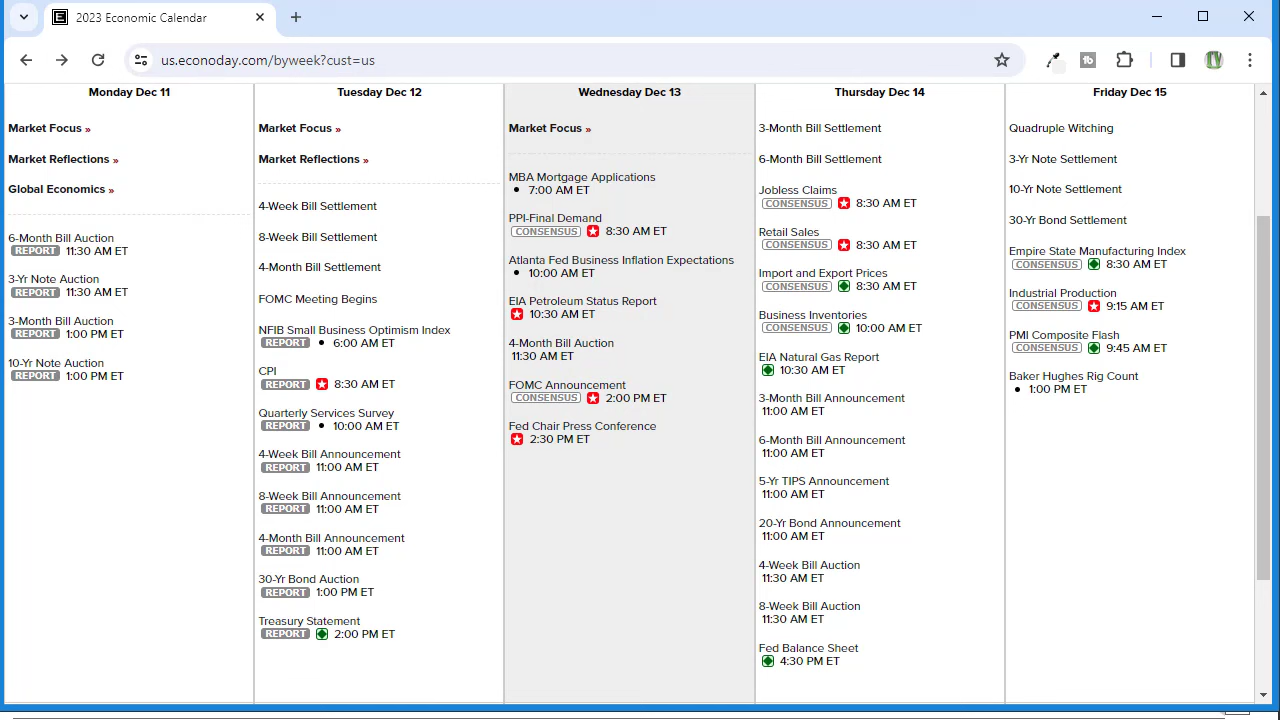 2023 Economic Calendar
us.econoday.com/byweek?cust=us
Monday Dec 11
Market Focus »
Market Reflections »
Global Economics »
6-Month Bill Auction
REPORT 11:30 AM ET
3-Yr Note Auction
REPORT 11:30 AM ET
3-Month Bill Auction
REPORT 1:00 PM ET
10-Yr Note Auction
REPORT 1:00 PM ET
Tuesday Dec 12
Market Focus »
Market Reflections »
4-Week Bill Settlement
8-Week Bill Settlement
4-Month Bill Settlement
FOMC Meeting Begins
NFIB Small Business Optimism Index
REPORT • 6:00 AM ET
CPI
REPORT 8:30 AM ET
Quarterly Services Survey
REPORT • 10:00 AM ET
4-Week Bill Announcement
REPORT 11:00 AM ET
8-Week Bill Announcement
REPORT 11:00 AM ET
4-Month Bill Announcement
REPORT 11:00 AM ET
30-Yr Bond Auction
REPORT 1:00 PM ET
Treasury Statement
REPORT 2:00 PM ET
Wednesday Dec 13
Market Focus »
MBA Mortgage Applications
• 7:00 AM ET
PPI-Final Demand
CONSENSUS 8:30 AM ET
Atlanta Fed Business Inflation Expectations
• 10:00 AM ET
EIA Petroleum Status Report
10:30 AM ET
4-Month Bill Auction
11:30 AM ET
FOMC Announcement
CONSENSUS 2:00 PM ET
Fed Chair Press Conference
2:30 PM ET
Thursday Dec 14
3-Month Bill Settlement
6-Month Bill Settlement
Jobless Claims
CONSENSUS 8:30 AM ET
Retail Sales
CONSENSUS 8:30 AM ET
Import and Export Prices
CONSENSUS 8:30 AM ET
Business Inventories
CONSENSUS 10:00 AM ET
EIA Natural Gas Report
10:30 AM ET
3-Month Bill Announcement
11:00 AM ET
6-Month Bill Announcement
11:00 AM ET
5-Yr TIPS Announcement
11:00 AM ET
20-Yr Bond Announcement
11:00 AM ET
4-Week Bill Auction
11:30 AM ET
8-Week Bill Auction
11:30 AM ET
Fed Balance Sheet
4:30 PM ET
Friday Dec 15
Quadruple Witching
3-Yr Note Settlement
10-Yr Note Settlement
30-Yr Bond Settlement
Empire State Manufacturing Index
CONSENSUS 8:30 AM ET
Industrial Production
CONSENSUS 9:15 AM ET
PMI Composite Flash
CONSENSUS 9:45 AM ET
Baker Hughes Rig Count
• 1:00 PM ET